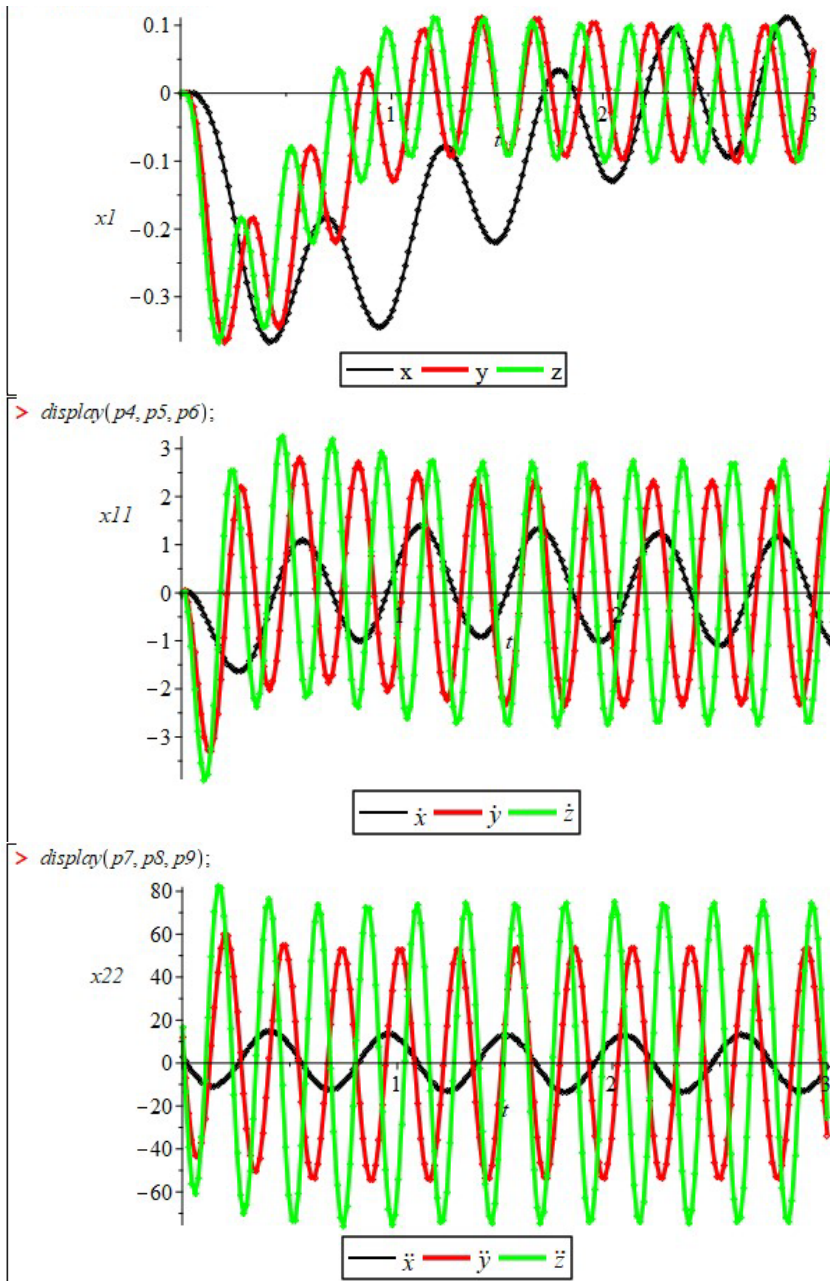 0.1
0
1
2
3
t
−0.1
x1
−0.2
−0.3
x y z
> display(p4, p5, p6);
3
2
x11
1
0
1
2
−1
t
−2
−3
ẋ ẏ ż
> display(p7, p8, p9);
80
60
40
x22
20
0
1
2
3
−20
t
−40
−60
ẍ ÿ z̈